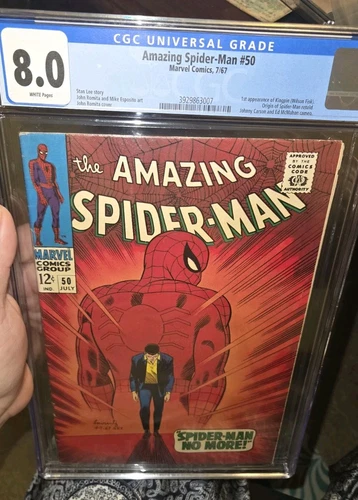 CGC UNIVERSAL GRADE
8.0
WHITE Pages
Amazing Spider-Man #50
Marvel Comics, 7/67
Stan Lee story
John Romita and Mike Esposito art
John Romita cover
3929863007
1st appearance of Kingpin (Wilson Fisk).
Origin of Spider-Man retold.
Johnny Carson and Ed McMahon cameo.
the AMAZING
SPIDER-MAN
APPROVED
BY THE
COMICS
CODE
AUTHORITY
MARVEL
COMICS
GROUP
12¢
IND.
50
JULY
"SPIDER-MAN
NO MORE!"